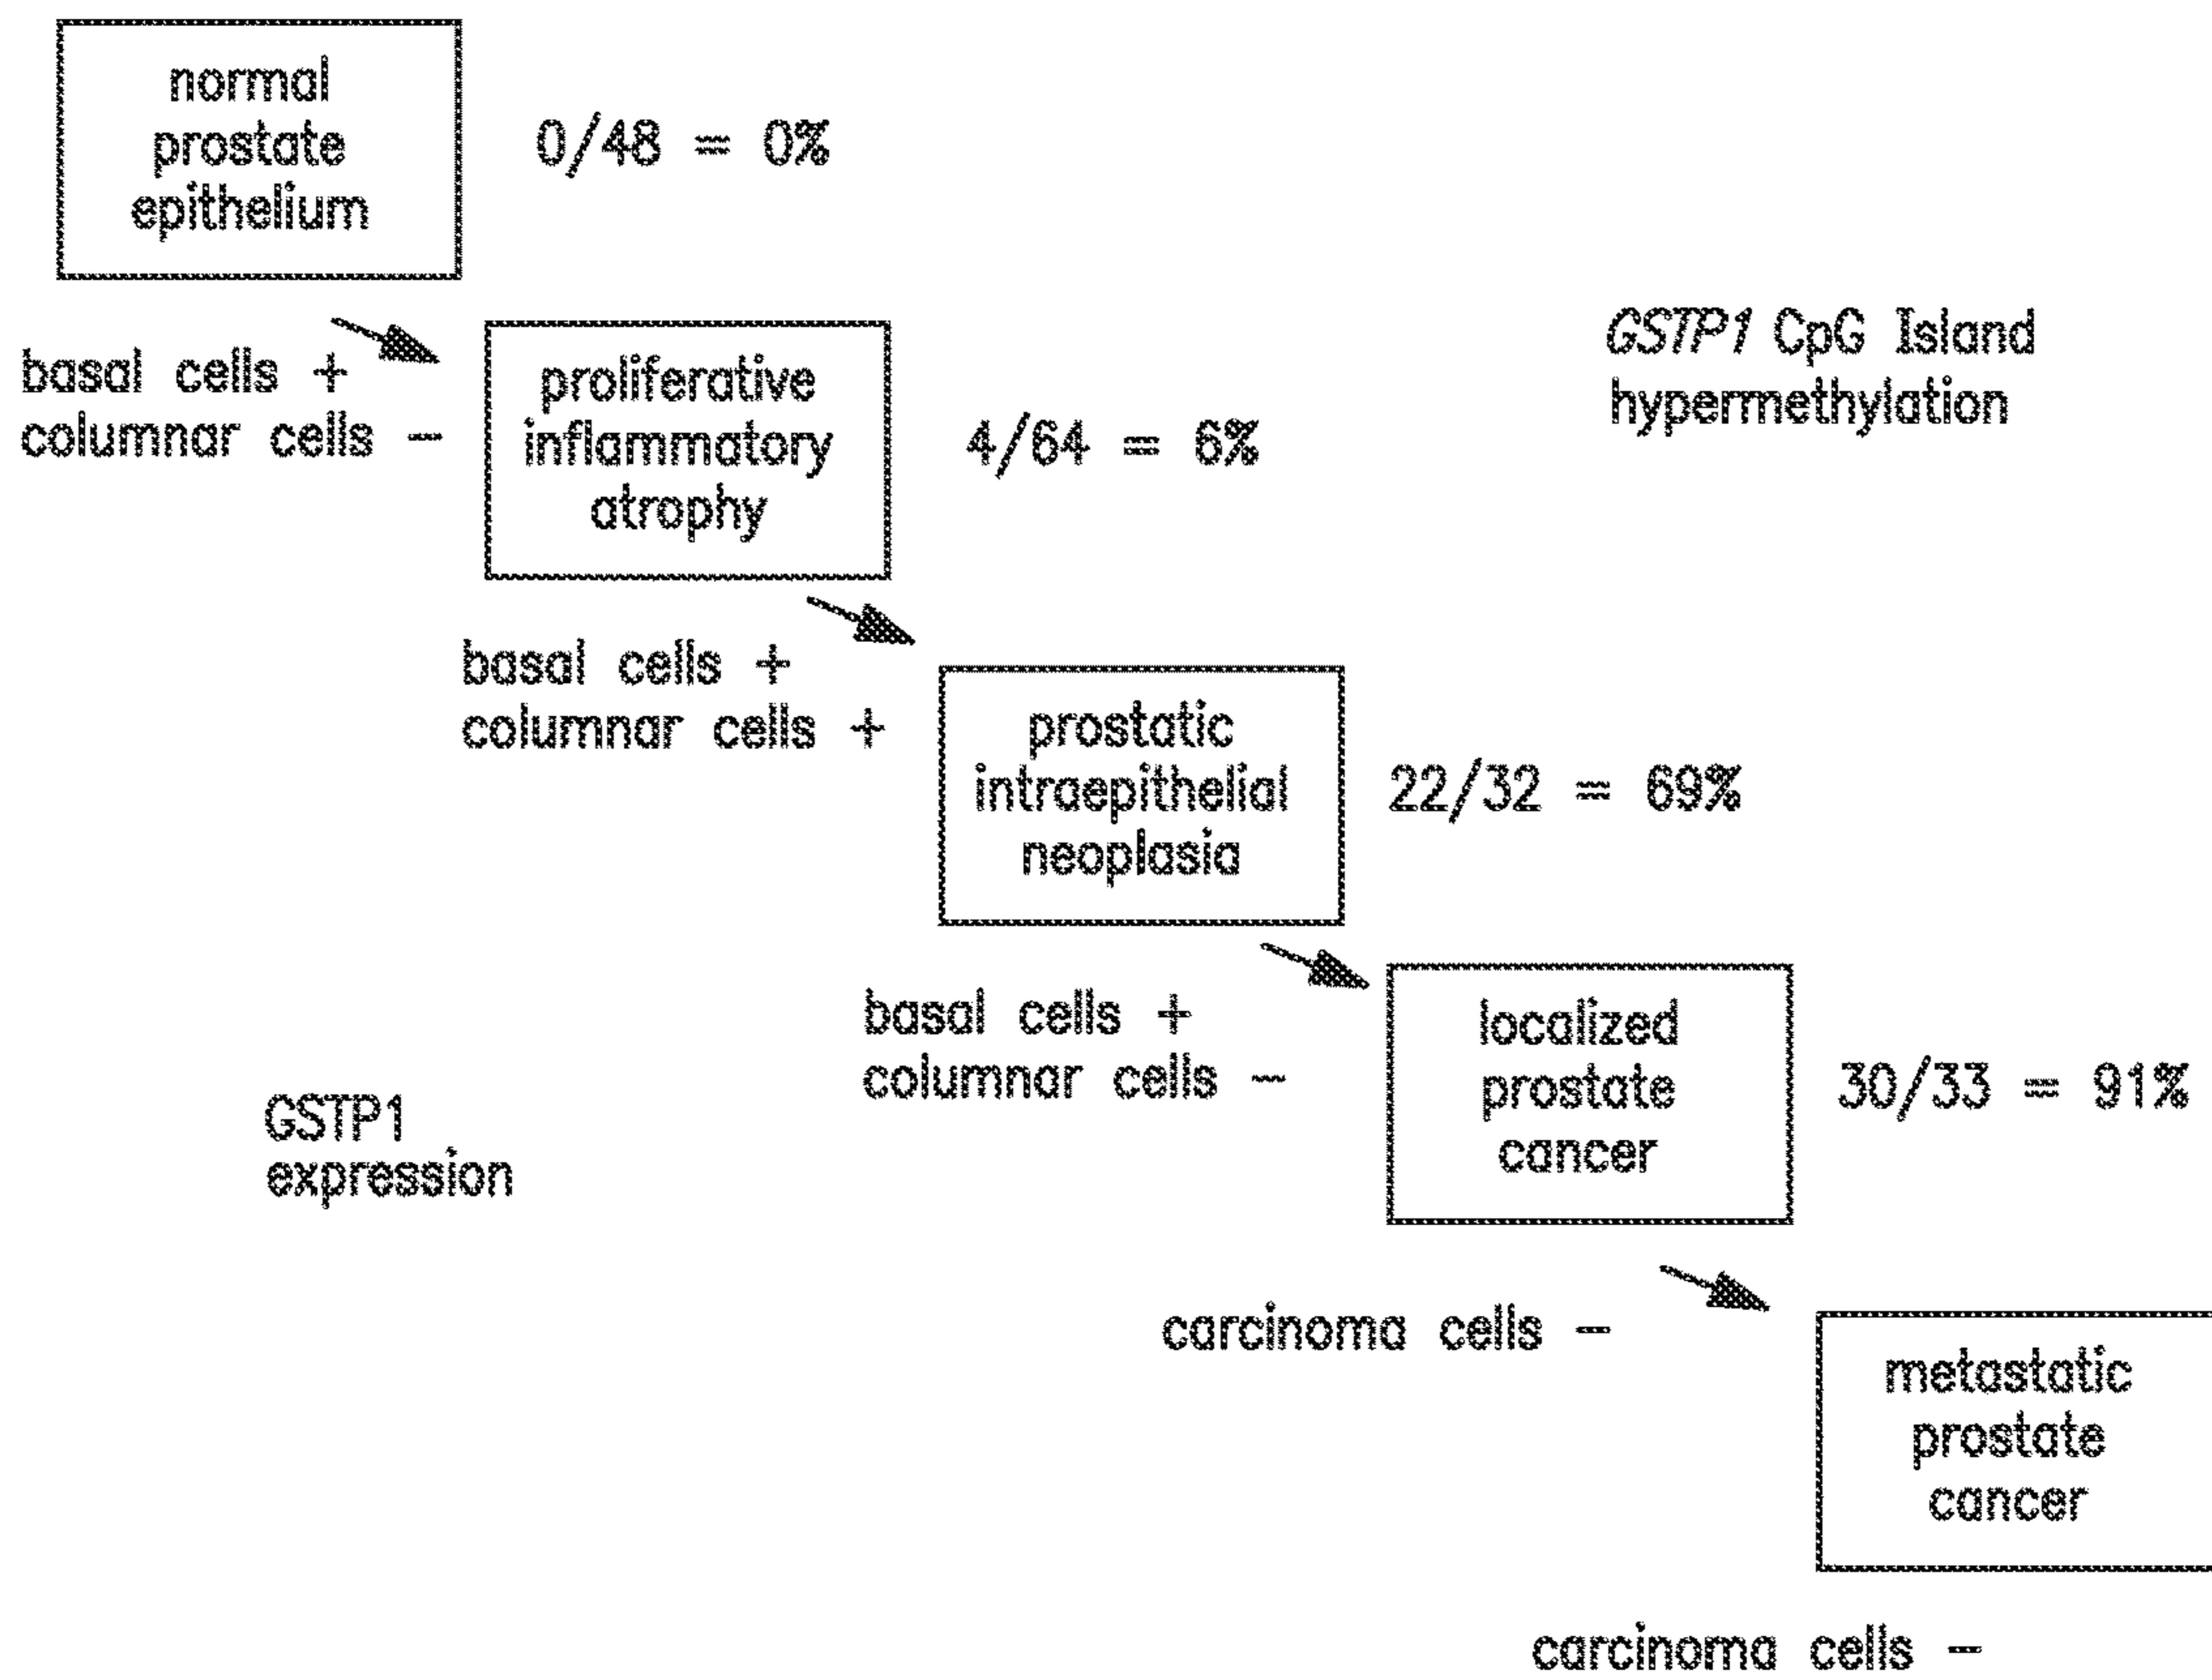 normal
prostate
epithelium
0/48 = 0%
basal cells +
columnar cells -
proliferative
inflammatory
atrophy
4/64 = 6%
GSTP1 CpG Island
hypermethylation
basal cells +
columnar cells +
prostatic
intraepithelial
neoplasia
22/32 = 69%
basal cells +
columnar cells -
localized
prostate
cancer
30/33 = 91%
GSTP1
expression
carcinoma cells -
metastatic
prostate
cancer
carcinoma cells -